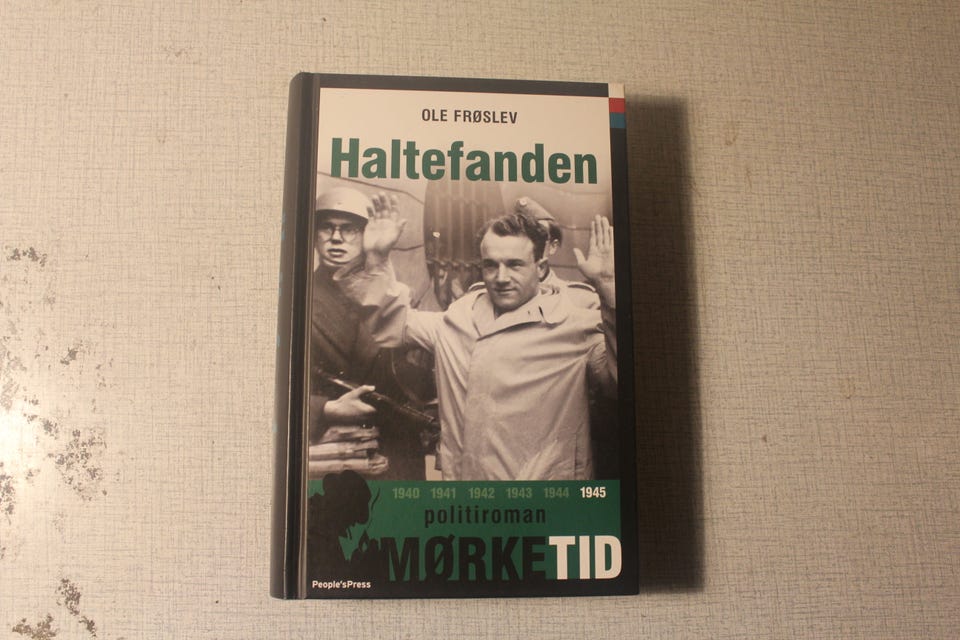 OLE FRØSLEV
Haltefanden
1940 1941 1942 1943 1944 1945
politiroman
MØRKETID
People'sPress